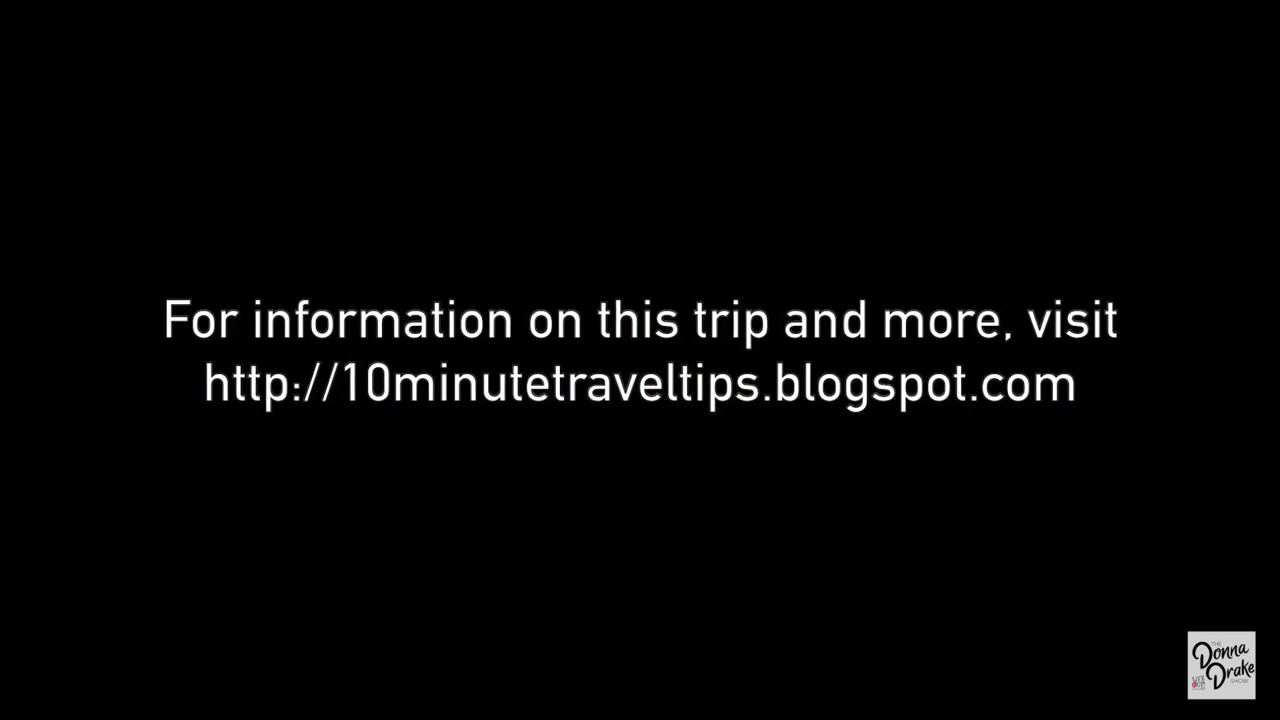 For information on this trip and more, visit
http://10minutetraveltips.blogspot.com
THE
Donna
Drake
SHOW